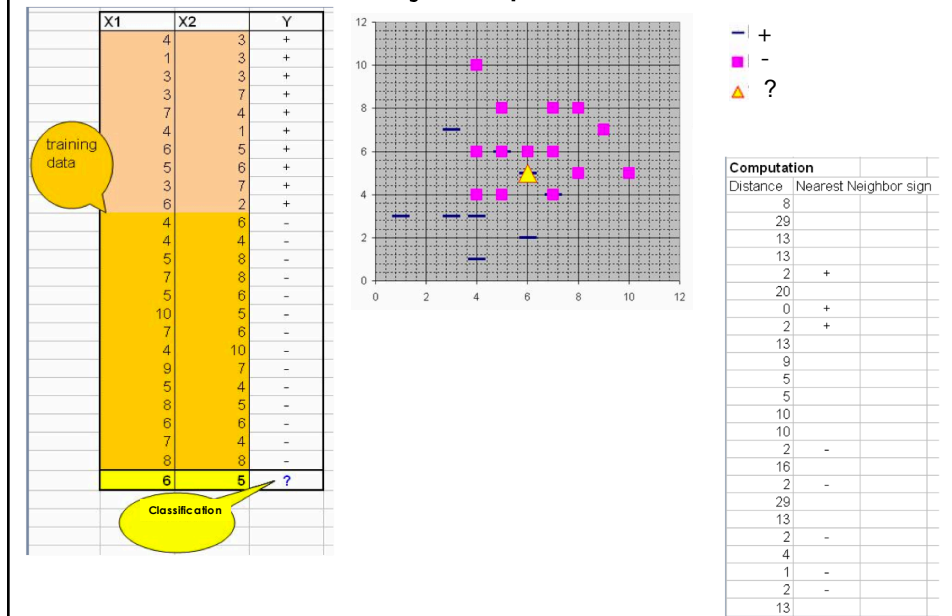 X1 X2 Y
4 3 +
1 3 +
3 3 +
3 7 +
7 4 +
4 1 +
6 5 +
5 6 +
3 7 +
6 2 +
4 6 -
4 4 -
5 8 -
7 8 -
5 6 -
10 5 -
7 6 -
4 10 -
9 7 -
5 4 -
8 5 -
6 6 -
7 4 -
8 8 -
6 5 ?
training
data
Classification
12
10
8
6
4
2
0
0 2 4 6 8 10 12
+
-
?
Computation
Distance Nearest Neighbor sign
8
29
13
13
2 +
20
0 +
2 +
13
9
5
5
10
10
2 -
16
2 -
29
13
2 -
4
1 -
2 -
13